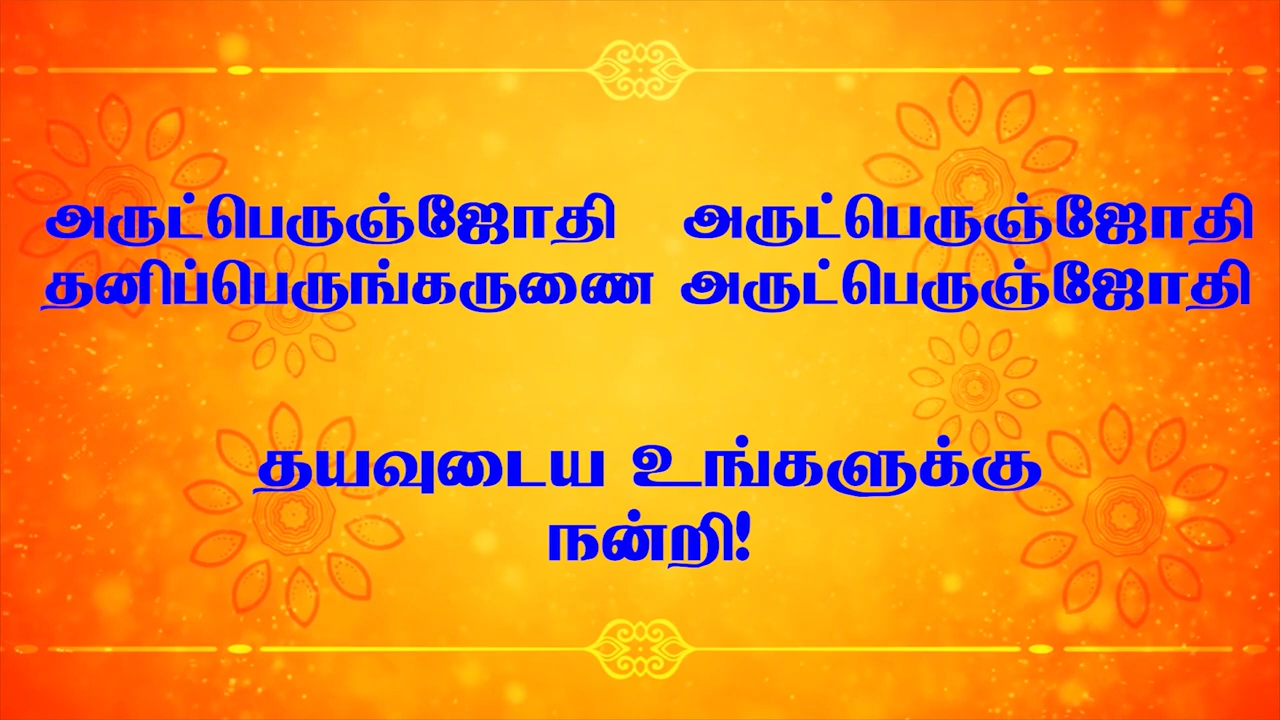 அருட்பெருஞ்ஜோதி அருட்பெருஞ்ஜோதி
தனிப்பெருங்கருணை அருட்பெருஞ்ஜோதி
தயவுடைய உங்களுக்கு
நன்றி!